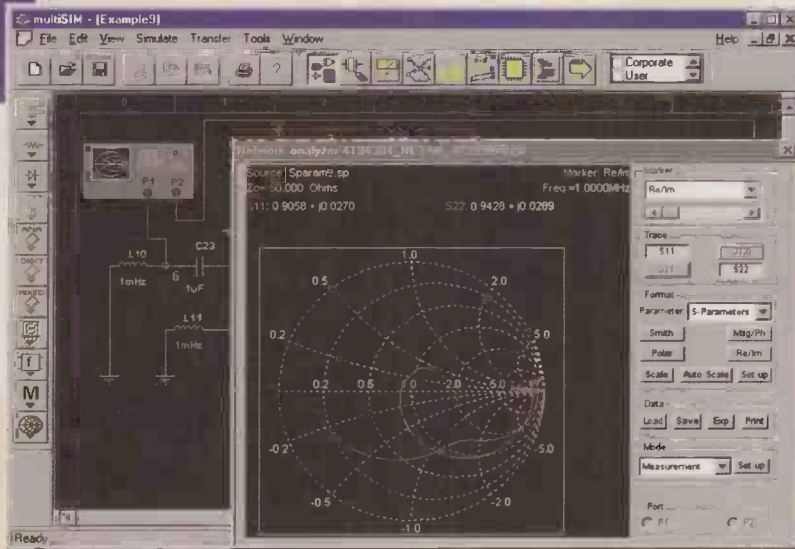 multiSIM - [Example9]
File Edit View Simulate Transfer Tools Window Help
Corporate
User
0
Network analyzer
P1 P2
Source: Sparam9.sp Marker: Re/Im
Zo= 50.000 Ohms Freq =1.0000MHz
S11: 0.9058 + j0.0270 S22: 0.9428 + j0.0289
L10
1mHz
6
C23
1uF
L11
1mHz
1.0
0.5 2.0
0.2 5.0
0.2 0.5 1.0 2.0 5.0
-0.2 -5.0
-0.5 -2.0
-1.0
Marker
Re/Im
Trace
S11 S12
S21 S22
Format
Parameter S-Parameters
Smith Mag/Ph
Polar Re/Im
Scale Auto Scale Set up
Data
Load Save Exp Print
Mode
Measurement Set up
Port
P1 P2
M
Ready